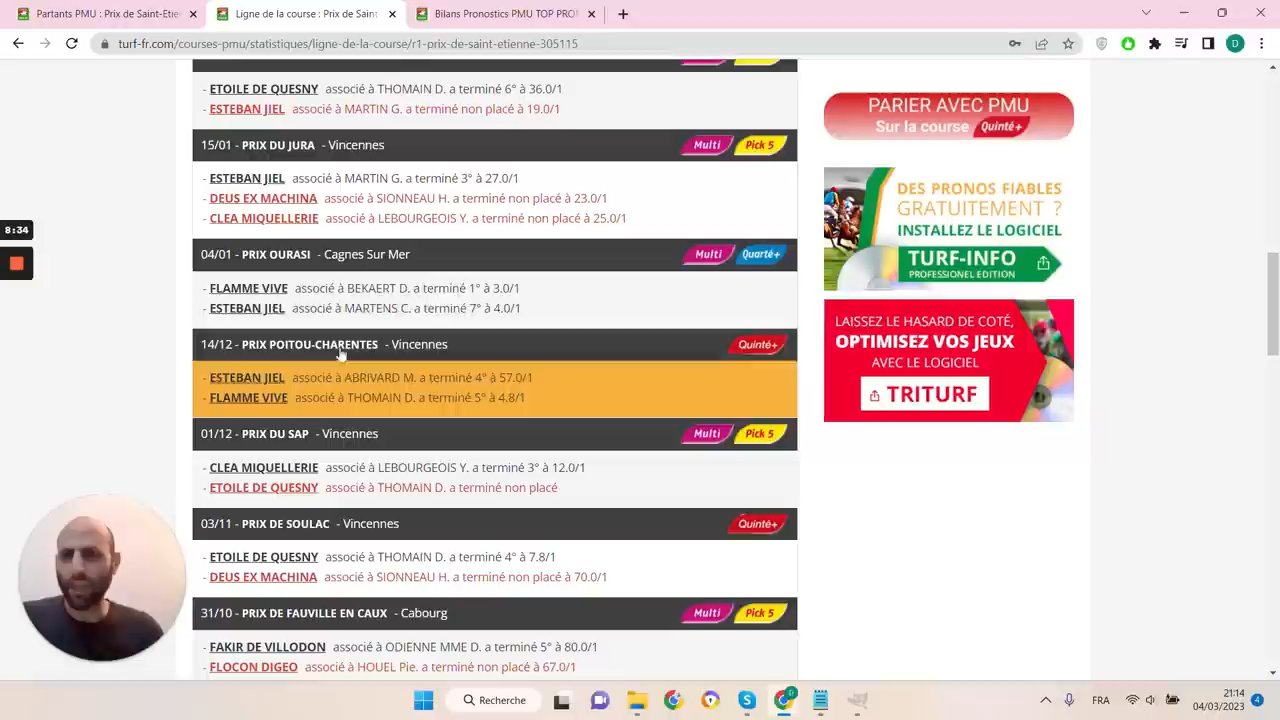 Partants PMU : Prix de Saint Et
Ligne de la course : Prix de Sain
Bilans Pronostics PMU TOP PRO
turf-fr.com/courses-pmu/statistiques/ligne-de-la-course/r1-prix-de-saint-etienne-305115
D
- ETOILE DE QUESNY associé à THOMAIN D. a terminé 6° à 36.0/1
- ESTEBAN JIEL associé à MARTIN G. a terminé non placé à 19.0/1
15/01 - PRIX DU JURA - Vincennes Multi Pick 5
- ESTEBAN JIEL associé à MARTIN G. a terminé 3° à 27.0/1
- DEUS EX MACHINA associé à SIONNEAU H. a terminé non placé à 23.0/1
- CLEA MIQUELLERIE associé à LEBOURGEOIS Y. a terminé non placé à 25.0/1
04/01 - PRIX OURASI - Cagnes Sur Mer Multi Quarté+
- FLAMME VIVE associé à BEKAERT D. a terminé 1° à 3.0/1
- ESTEBAN JIEL associé à MARTENS C. a terminé 7° à 4.0/1
14/12 - PRIX POITOU-CHARENTES - Vincennes Quinté+
- ESTEBAN JIEL associé à ABRIVARD M. a terminé 4° à 57.0/1
- FLAMME VIVE associé à THOMAIN D. a terminé 5° à 4.8/1
01/12 - PRIX DU SAP - Vincennes Multi Pick 5
- CLEA MIQUELLERIE associé à LEBOURGEOIS Y. a terminé 3° à 12.0/1
- ETOILE DE QUESNY associé à THOMAIN D. a terminé non placé
03/11 - PRIX DE SOULAC - Vincennes Quinté+
- ETOILE DE QUESNY associé à THOMAIN D. a terminé 4° à 7.8/1
- DEUS EX MACHINA associé à SIONNEAU H. a terminé non placé à 70.0/1
31/10 - PRIX DE FAUVILLE EN CAUX - Cabourg Multi Pick 5
- FAKIR DE VILLODON associé à ODIENNE MME D. a terminé 5° à 80.0/1
- FLOCON DIGEO associé à HOUEL Pie. a terminé non placé à 67.0/1
PARIER AVEC PMU
Sur la course Quinté+
DES PRONOS FIABLES
GRATUITEMENT ?
INSTALLEZ LE LOGICIEL
TURF-INFO
PROFESSIONEL EDITION
LAISSEZ LE HASARD DE COTÉ,
OPTIMISEZ VOS JEUX
AVEC LE LOGICIEL
TRITURF
8:34
Recherche
FRA
21:14
04/03/2023
4